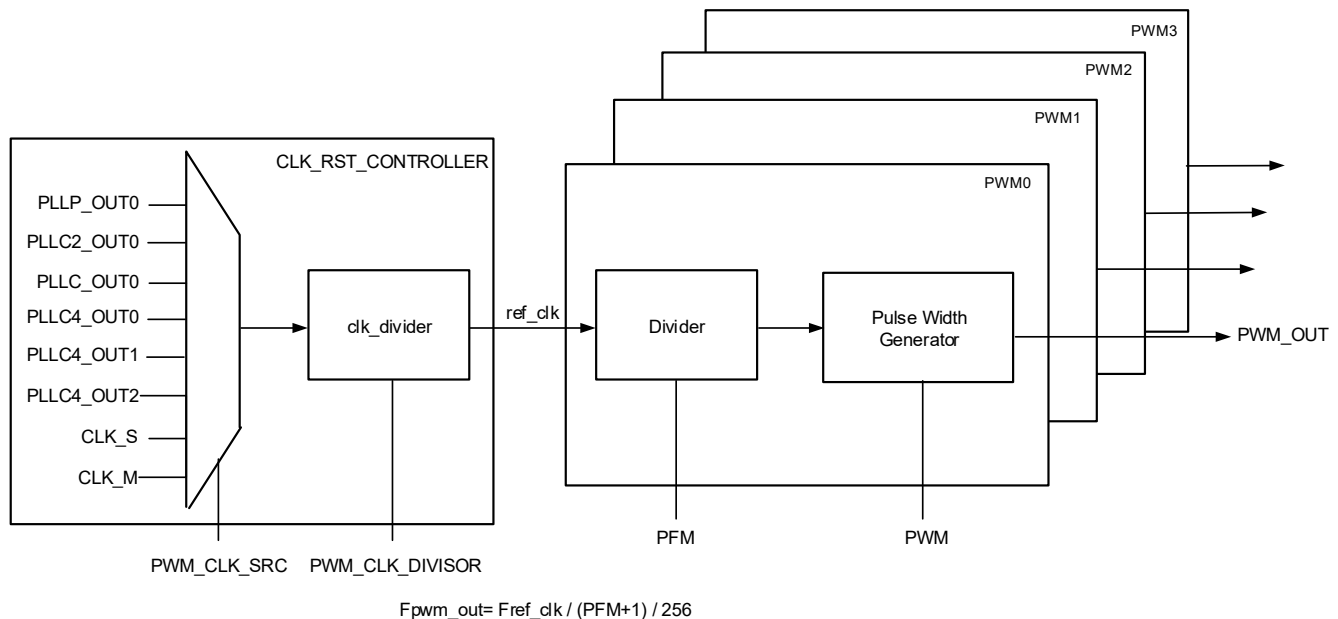 PWM3
PWM2
PWM1
CLK_RST_CONTROLLER
PWM0
PLLP_OUT0
PLLC2_OUT0
PLLC_OUT0
PLLC4_OUT0
PLLC4_OUT1
PLLC4_OUT2
CLK_S
CLK_M
clk_divider
ref_clk
Divider
Pulse Width
Generator
PWM_OUT
PWM_CLK_SRC
PWM_CLK_DIVISOR
PFM
PWM
Fpwm_out= Fref_clk / (PFM+1) / 256